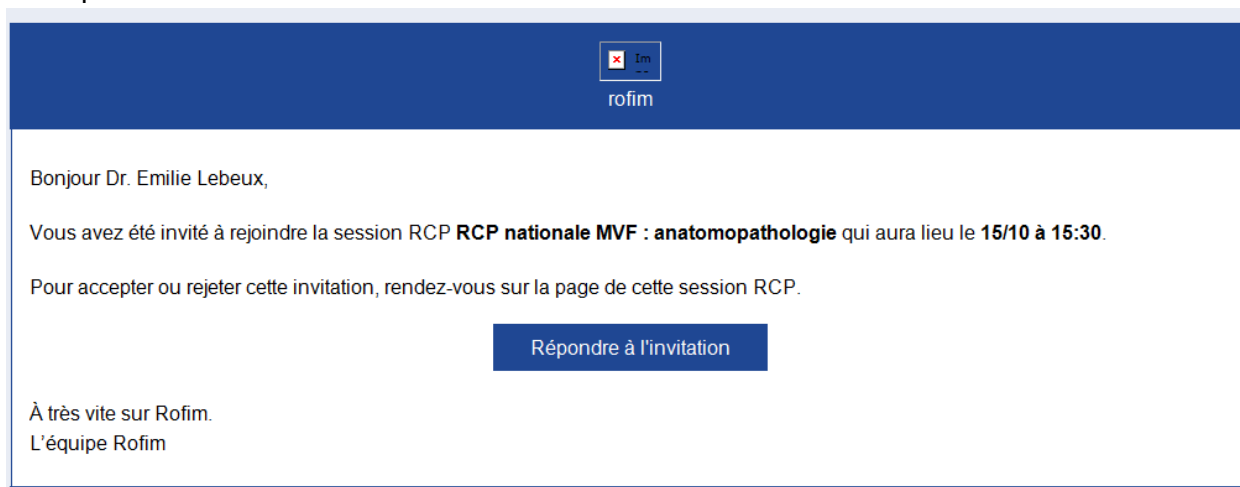 Im
rofim
Bonjour Dr. Emilie Lebeux,
Vous avez été invité à rejoindre la session RCP RCP nationale MVF : anatomopathologie qui aura lieu le 15/10 à 15:30.
Pour accepter ou rejeter cette invitation, rendez-vous sur la page de cette session RCP.
Répondre à l'invitation
À très vite sur Rofim.
L’équipe Rofim